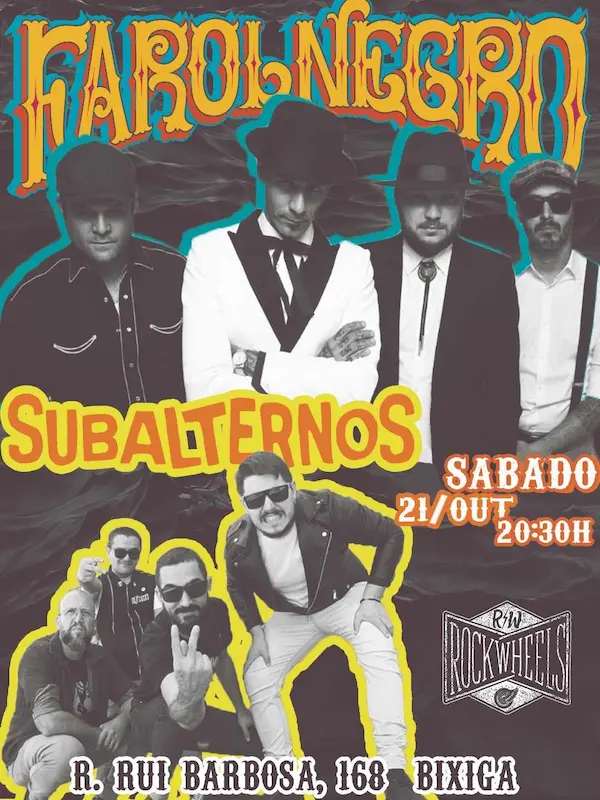 FAROL NEGRO
SUBALTERNOS
SABADO
21/OUT
20:30H
R/W
ROCKWHEELS
R. RUI BARBOSA, 168 BIXIGA